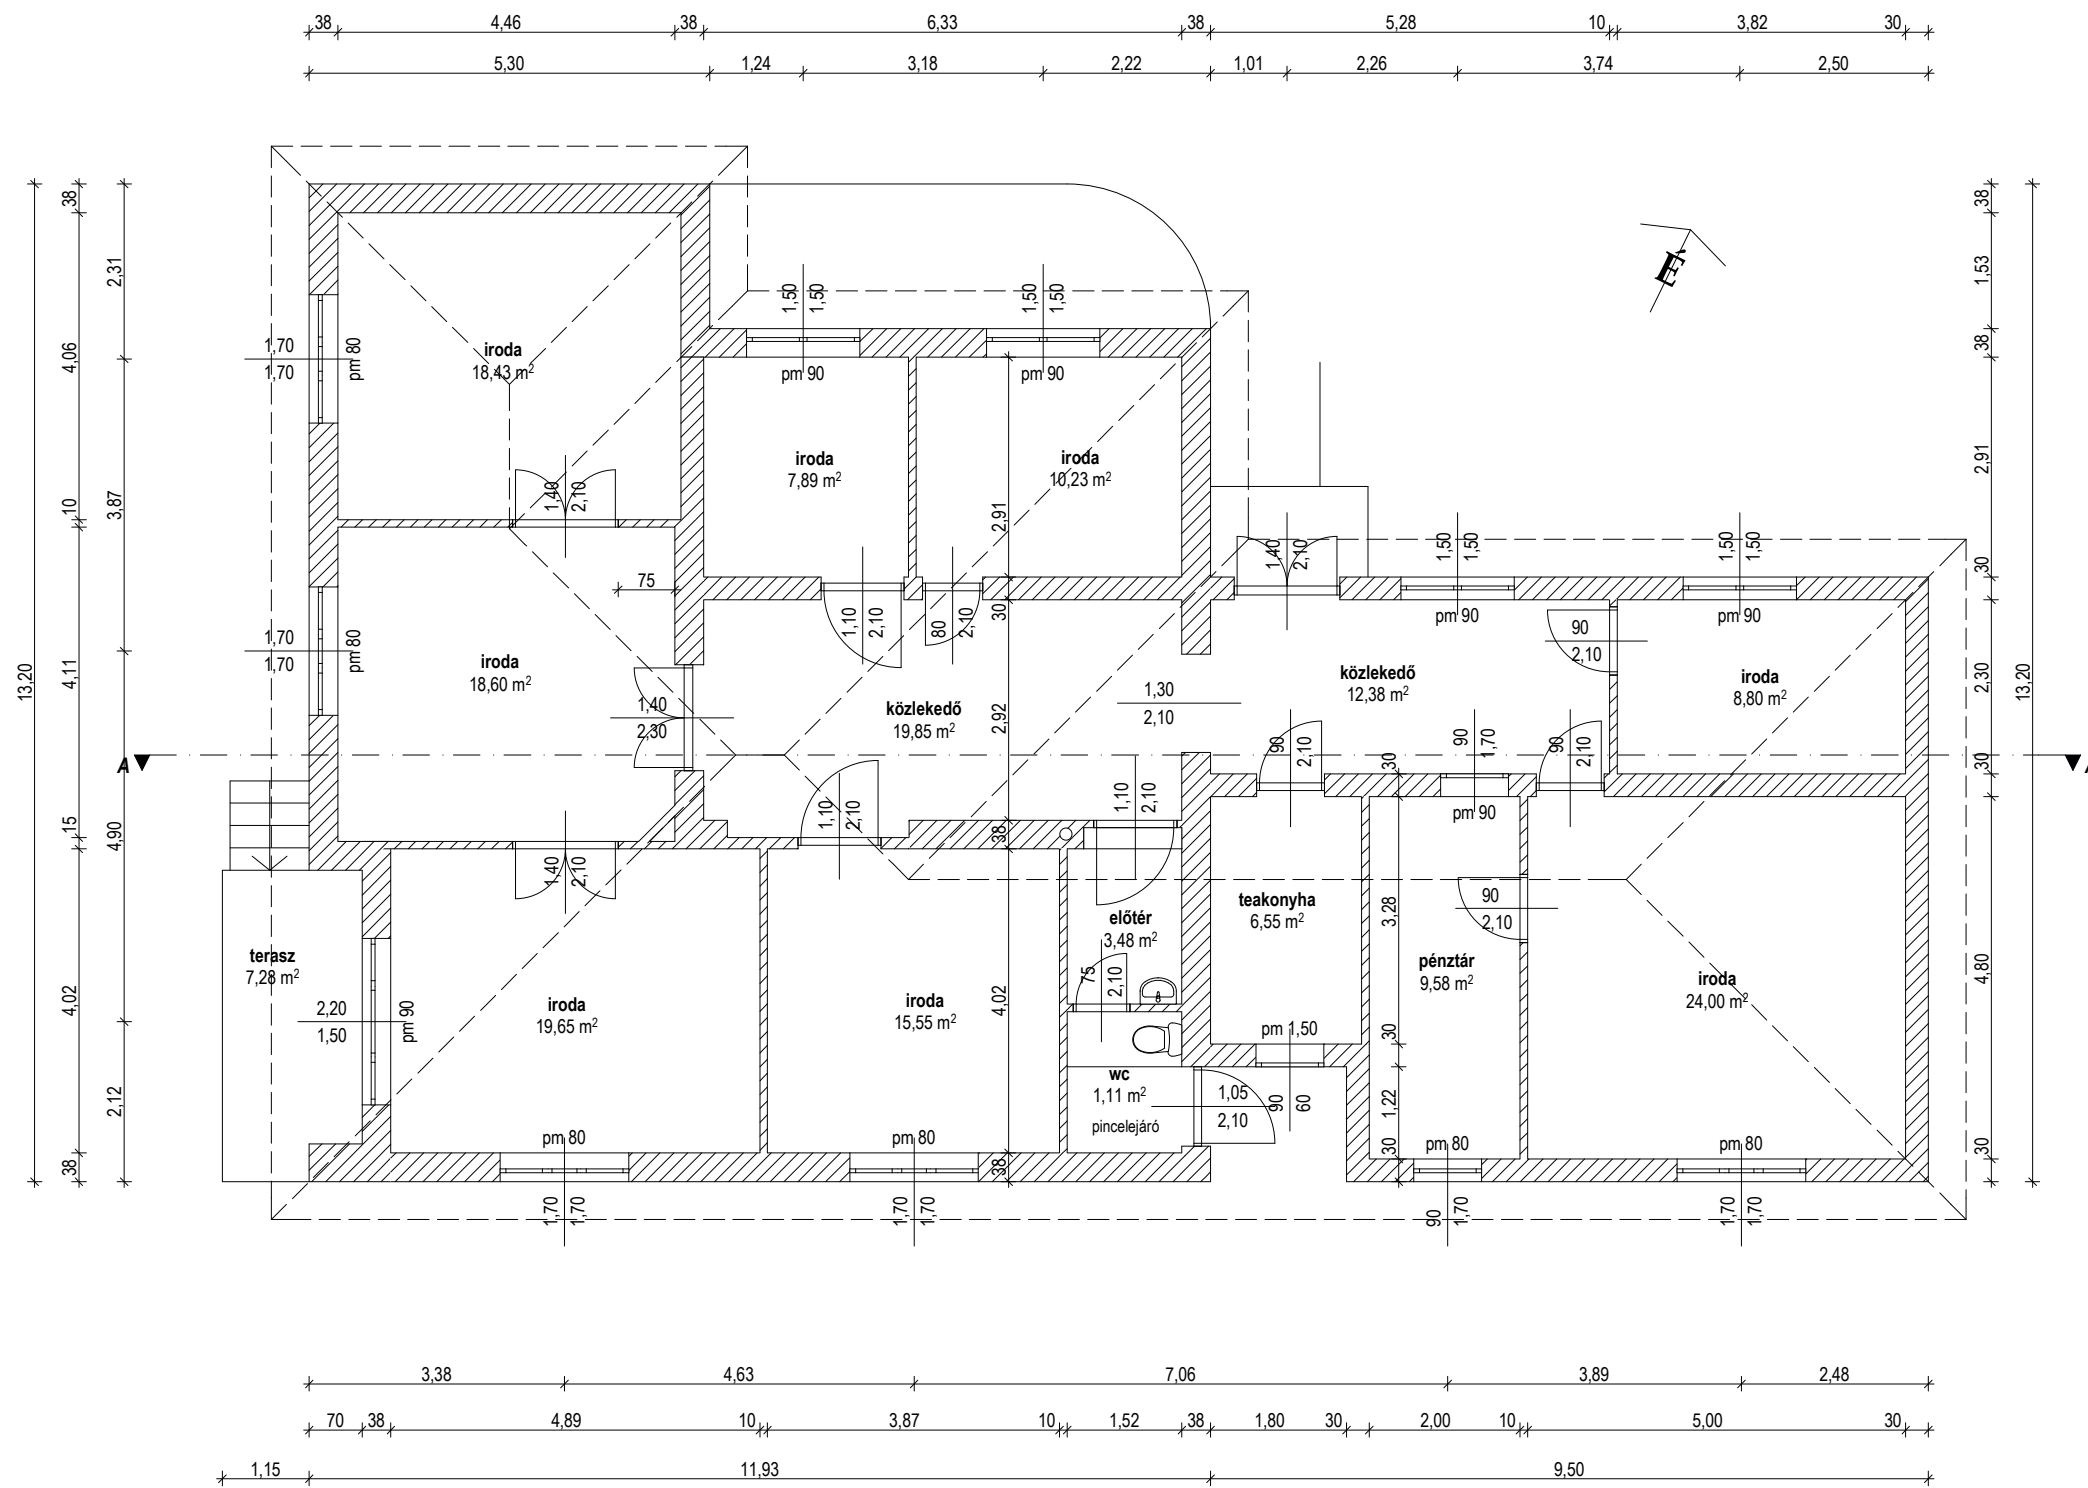 38 4,46 38 6,33 38 5,28 10 3,82 30
5,30 1,24 3,18 2,22 1,01 2,26 3,74 2,50
13,20
38 4,06 10 4,11 15 4,02 38
2,31 3,87 4,90 2,12
É
38 1,53 38 2,91 30 2,30 30 4,80 30
13,20
1,50 1,50
1,50 1,50
pm 90
pm 90
1,70
1,70
pm 80
iroda
18,43 m²
iroda
7,89 m²
iroda
10,23 m²
1,40 2,10
2,91
1,40 2,10
1,50 1,50
1,50 1,50
75
1,10 2,10
80 2,10
30
pm 90
pm 90
1,70
1,70
pm 80
iroda
18,60 m²
1,40
2,30
közlekedő
19,85 m²
2,92
1,30
2,10
közlekedő
12,38 m²
90
2,10
iroda
8,80 m²
A
1,10 2,10
1,10 2,10
90 2,10
30
90 1,70
90 2,10
38
pm 90
1,40 2,10
terasz
7,28 m²
2,20
1,50
pm 90
iroda
19,65 m²
iroda
15,55 m²
4,02
előtér
3,48 m²
75 2,10
teakonyha
6,55 m²
3,28
90
2,10
pénztár
9,58 m²
iroda
24,00 m²
pm 1,50
30
wc
1,11 m²
pincelejáró
1,05
2,10
90 60
1,22
pm 80
pm 80
38
30
pm 80
pm 80
1,70 1,70
1,70 1,70
90 1,70
1,70 1,70
3,38 4,63 7,06 3,89 2,48
70 38 4,89 10 3,87 10 1,52 38 1,80 30 2,00 10 5,00 30
1,15 11,93 9,50